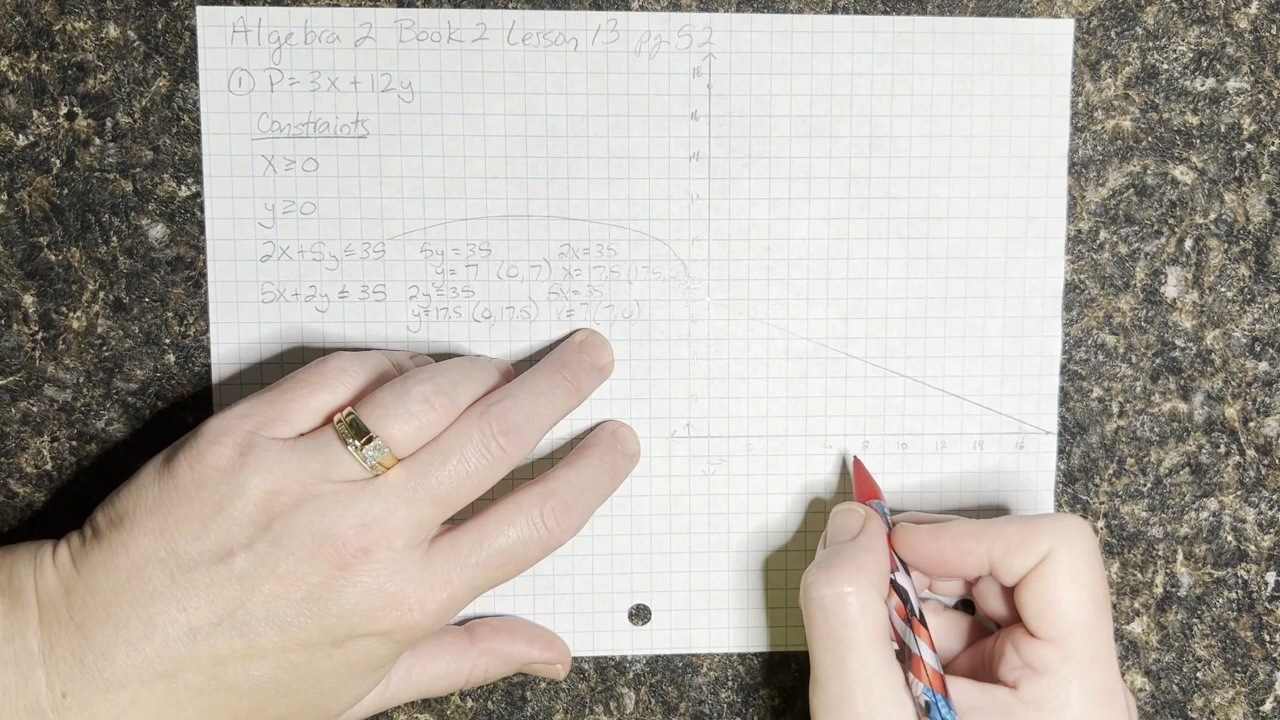 Algebra 2 Book 2 Lesson 13 pg 52
① P = 3x + 12y
Constraints
X ≥ 0
y ≥ 0
2x + 5y ≤ 35 5y = 35 2x = 35
y = 7 (0, 7) x = 17.5 (17.5,
5x + 2y ≤ 35 2y = 35 5x = 35
y = 17.5 (0, 17.5) x = 7 (7, 0)
18
16
14
12
6 8 10 12 14 16